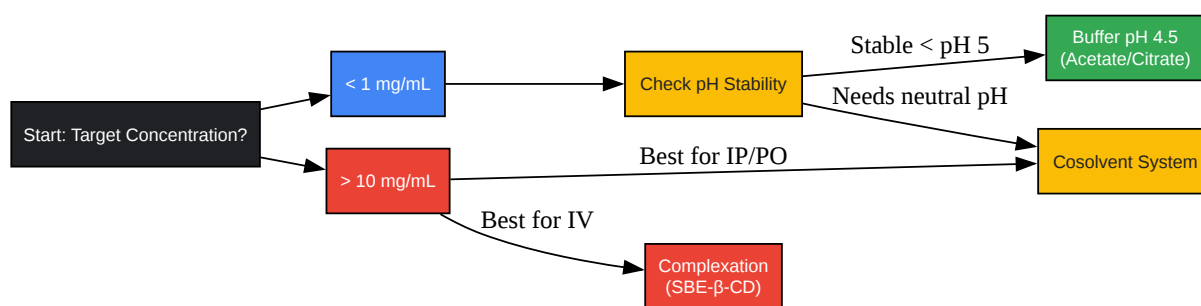 Start: Target Concentration?
< 1 mg/mL
> 10 mg/mL
Check pH Stability
Stable < pH 5
Needs neutral pH
Best for IP/PO
Best for IV
Buffer pH 4.5
(Acetate/Citrate)
Cosolvent System
Complexation
(SBE-β-CD)